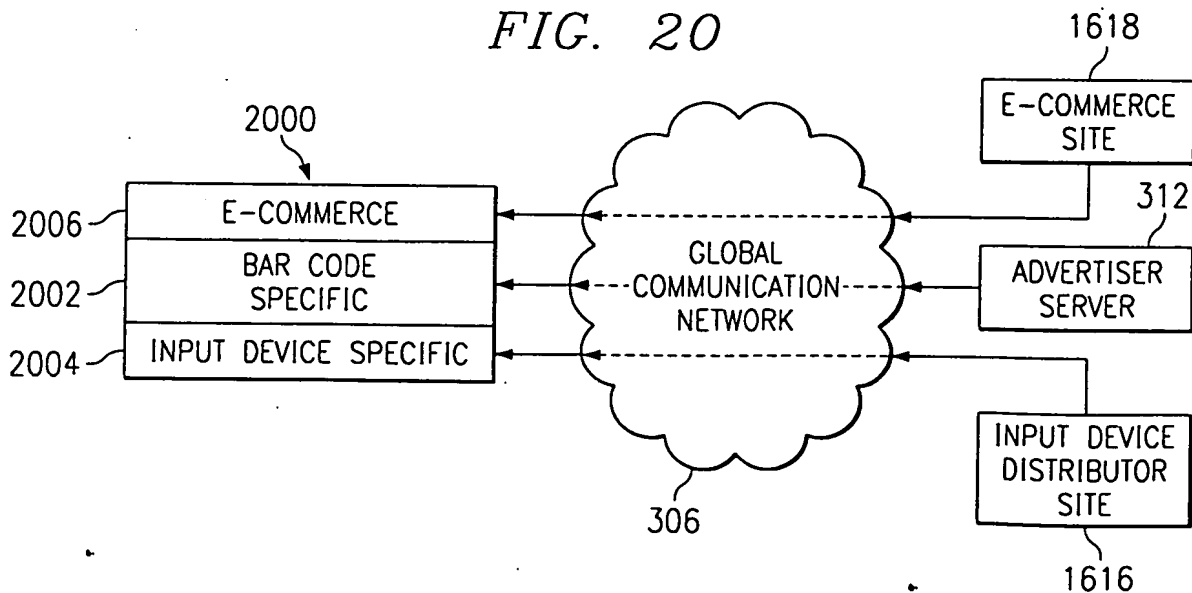 FIG. 20
1618
E-COMMERCE
SITE
2000
312
2006
E-COMMERCE
2002
BAR CODE
SPECIFIC
GLOBAL
COMMUNICATION
NETWORK
ADVERTISER
SERVER
2004
INPUT DEVICE SPECIFIC
INPUT DEVICE
DISTRIBUTOR
SITE
306
1616